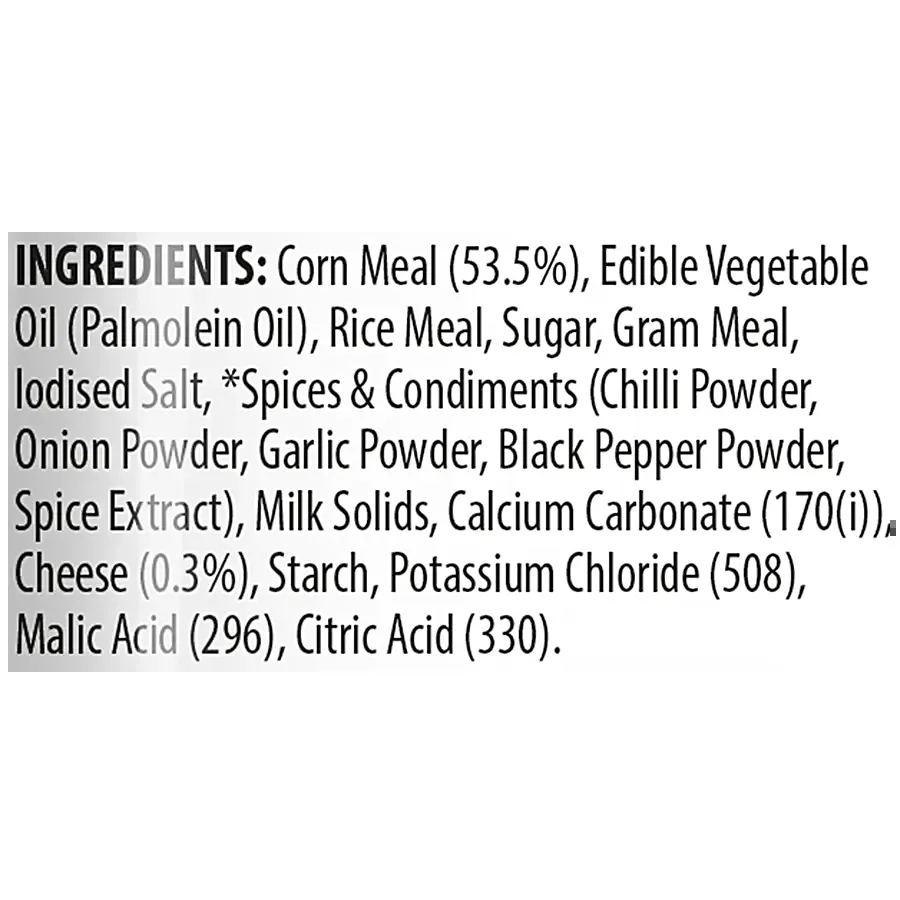 INGREDIENTS: Corn Meal (53.5%), Edible Vegetable
Oil (Palmolein Oil), Rice Meal, Sugar, Gram Meal,
Iodised Salt, *Spices & Condiments (Chilli Powder,
Onion Powder, Garlic Powder, Black Pepper Powder,
Spice Extract), Milk Solids, Calcium Carbonate (170(i)),
Cheese (0.3%), Starch, Potassium Chloride (508),
Malic Acid (296), Citric Acid (330).